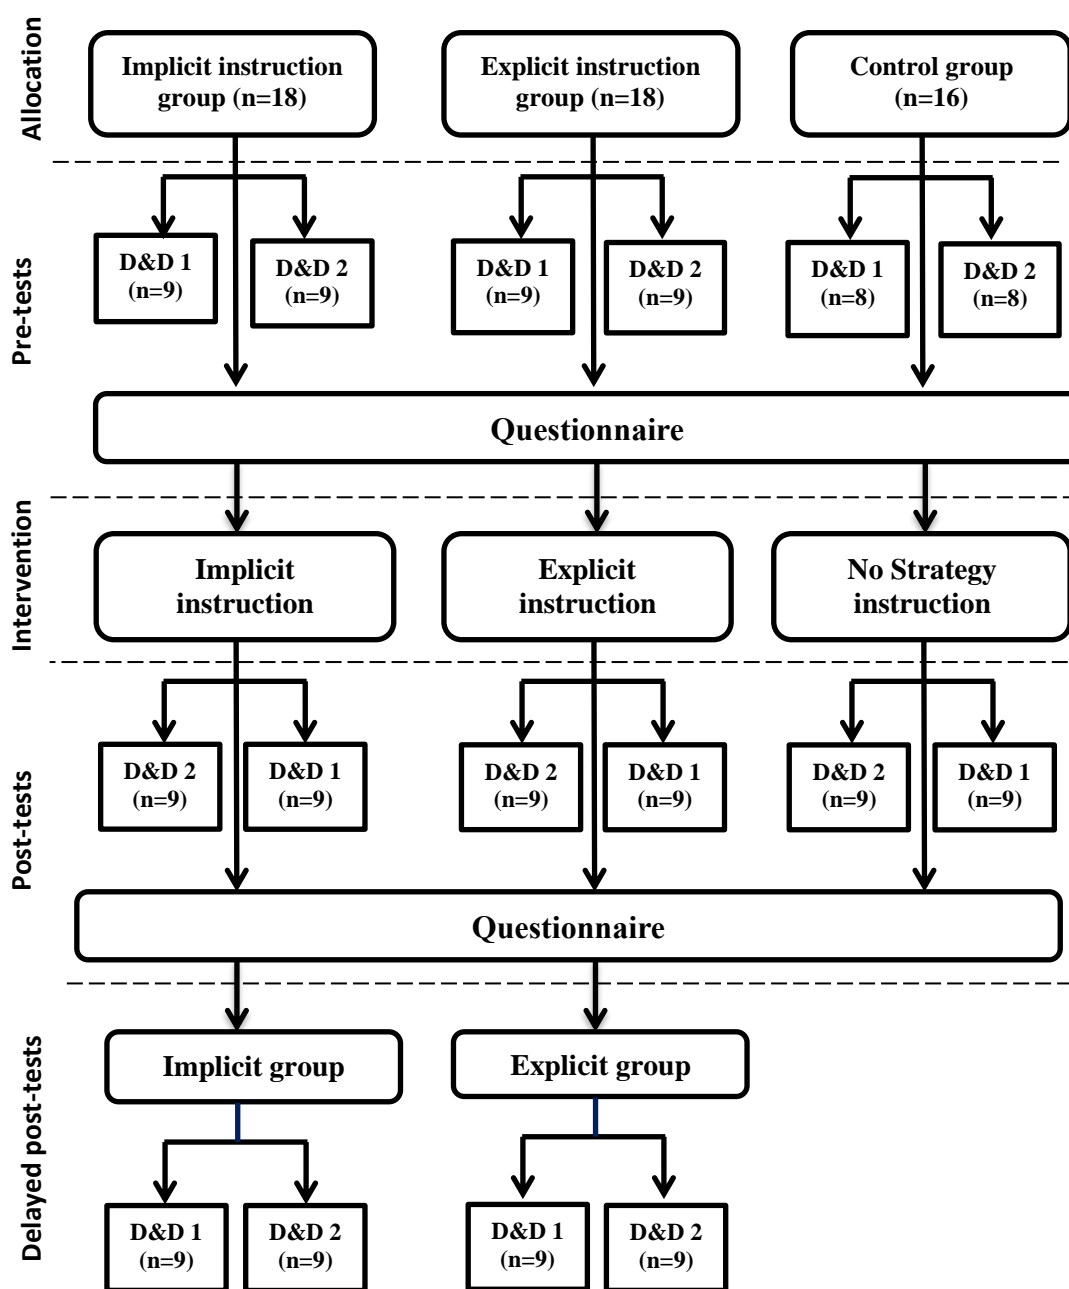 Allocation
Implicit instruction
group (n=18)
Explicit instruction
group (n=18)
Control group
(n=16)
Pre-tests
D&D 1
(n=9)
D&D 2
(n=9)
D&D 1
(n=9)
D&D 2
(n=9)
D&D 1
(n=8)
D&D 2
(n=8)
Questionnaire
Intervention
Implicit
instruction
Explicit
instruction
No Strategy
instruction
Post-tests
D&D 2
(n=9)
D&D 1
(n=9)
D&D 2
(n=9)
D&D 1
(n=9)
D&D 2
(n=9)
D&D 1
(n=9)
Questionnaire
Delayed post-tests
Implicit group
Explicit group
D&D 1
(n=9)
D&D 2
(n=9)
D&D 1
(n=9)
D&D 2
(n=9)